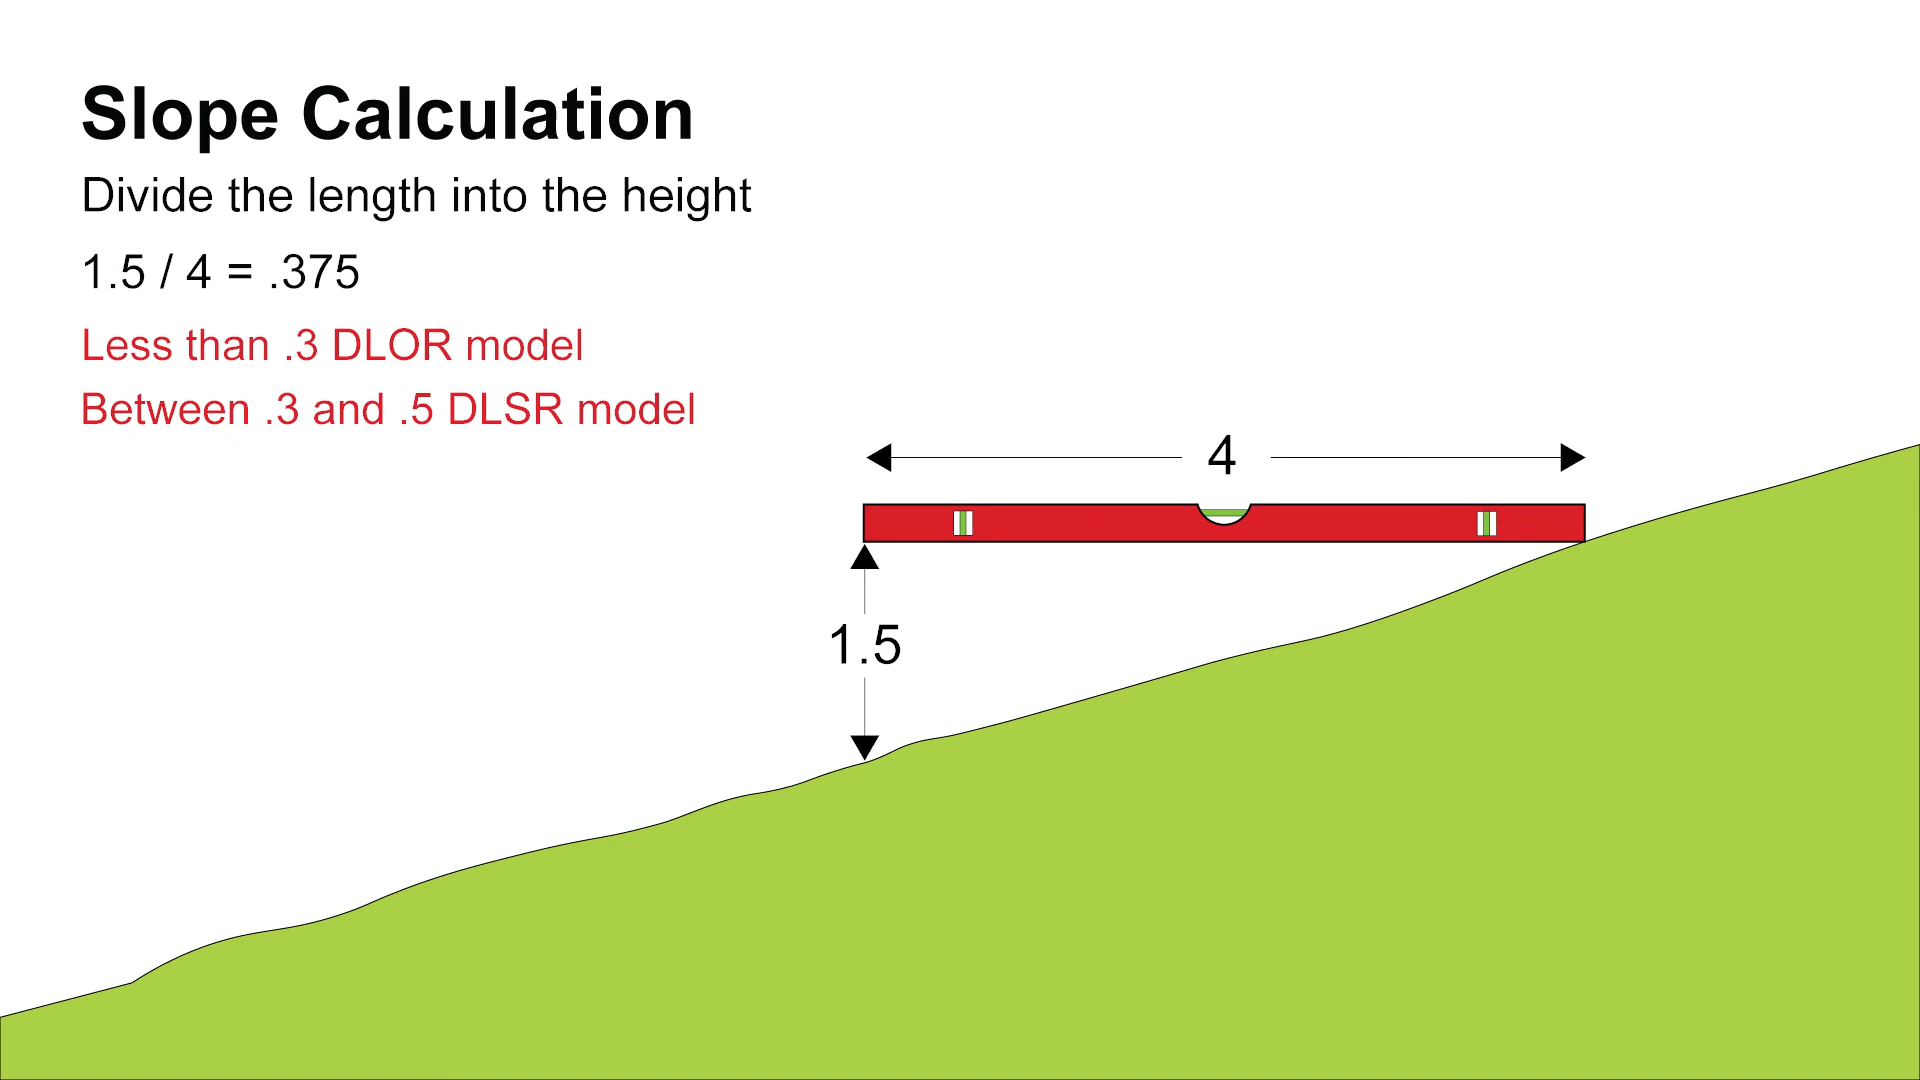 Slope Calculation
Divide the length into the height
1.5 / 4 = .375
Less than .3 DLOR model
Between .3 and .5 DLSR model
4
1.5